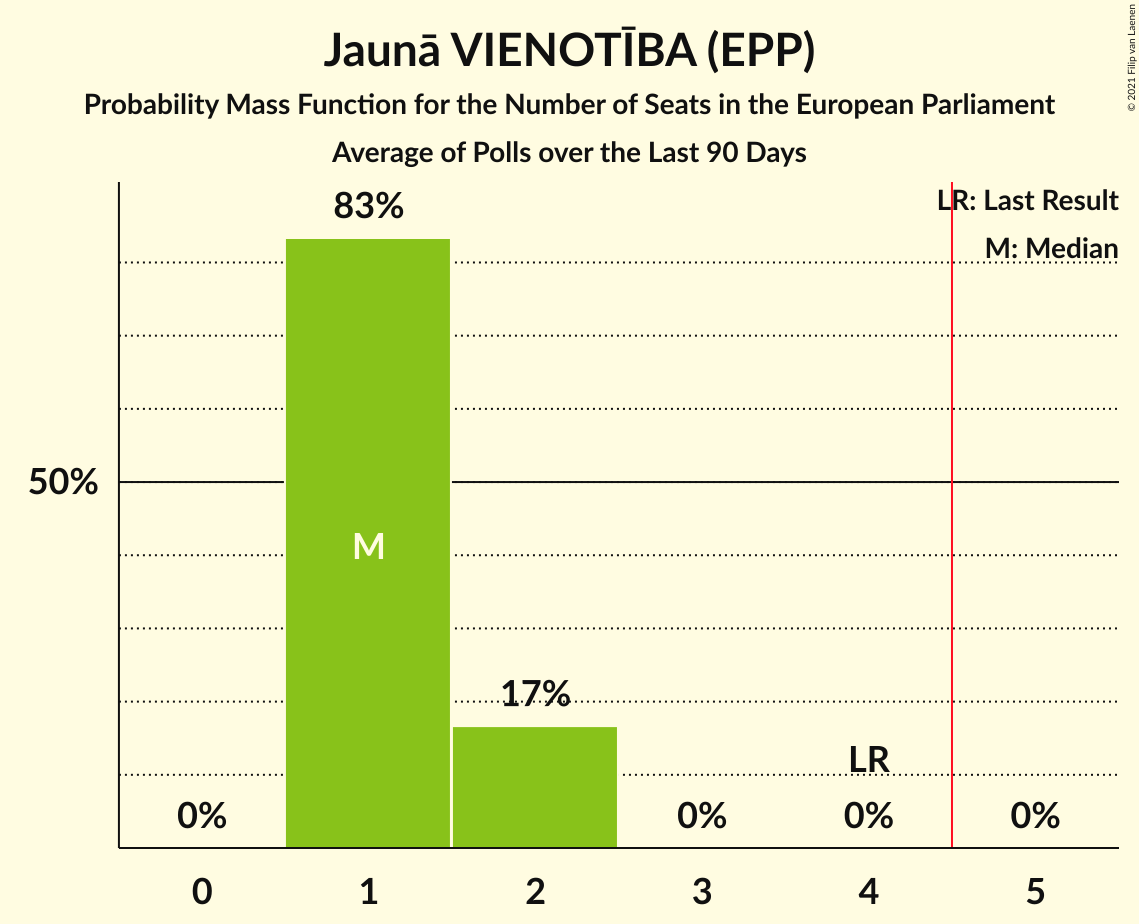 Jaunā VIENOTĪBA (EPP)
Probability Mass Function for the Number of Seats in the European Parliament
Average of Polls over the Last 90 Days
© 2021 Filip van Laenen
LR: Last Result
M: Median
83%
50%
M
17%
LR
0%
0%
0%
0%
0
1
2
3
4
5